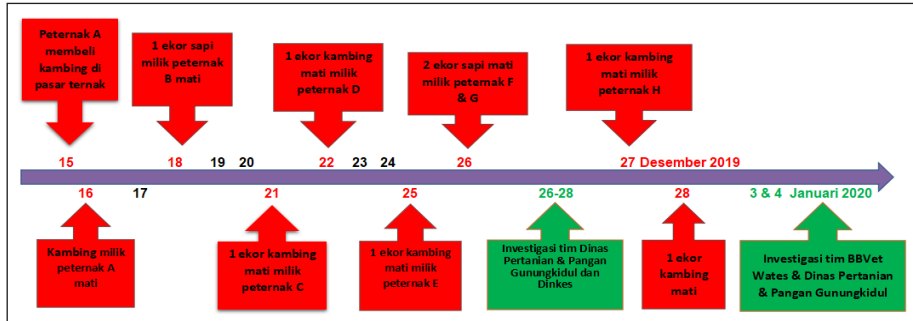 Peternak A
membeli
kambing di
pasar ternak
1 ekor sapi
milik peternak
B mati
1 ekor kambing
mati milik
peternak D
2 ekor sapi mati
milik peternak F
& G
1 ekor kambing
mati milik
peternak H
15
18
19
20
22
23
24
26
27 Desember 2019
16
17
21
25
26-28
28
3 & 4 Januari 2020
Kambing milik
peternak A
mati
1 ekor kambing
mati milik
peternak C
1 ekor kambing
mati milik
peternak E
Investigasi tim Dinas
Pertanian & Pangan
Gunungkidul dan
Dinkes
1 ekor
kambing
mati
Investigasi tim BBVet
Wates & Dinas Pertanian
& Pangan Gunungkidul